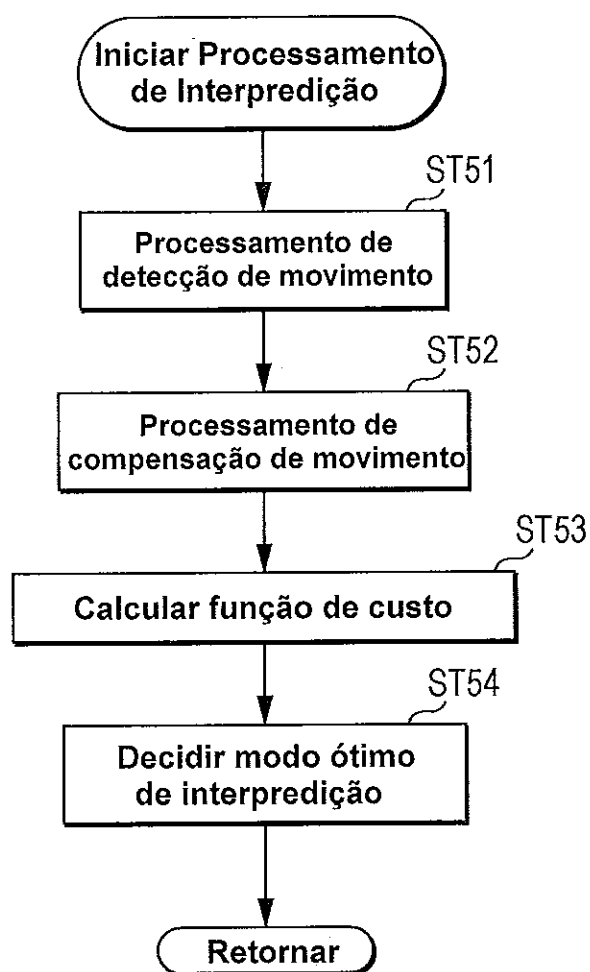 Iniciar Processamento
de Interpredição
ST51
Processamento de
detecção de movimento
ST52
Processamento de
compensação de movimento
ST53
Calcular função de custo
ST54
Decidir modo ótimo
de interpredição
Retornar